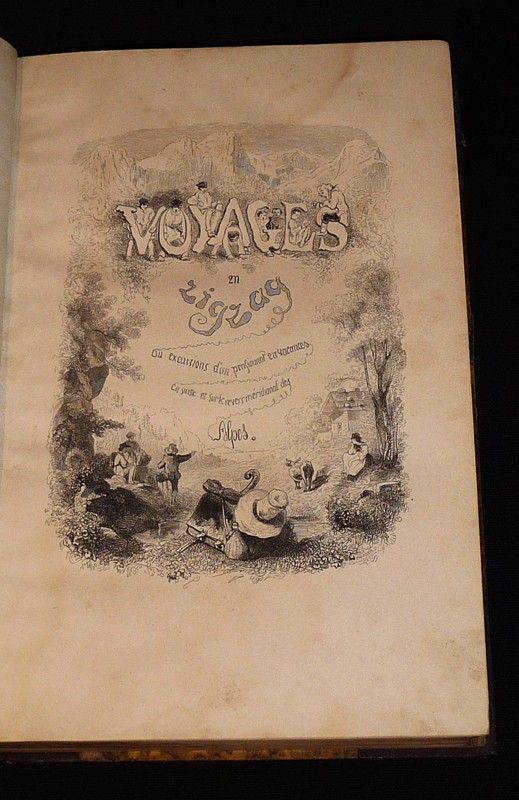 VOYAGES
en
zigzag
ou excursions d'un pensionnat en vacances
En suisse et sur le revers méridional des
Alpes.